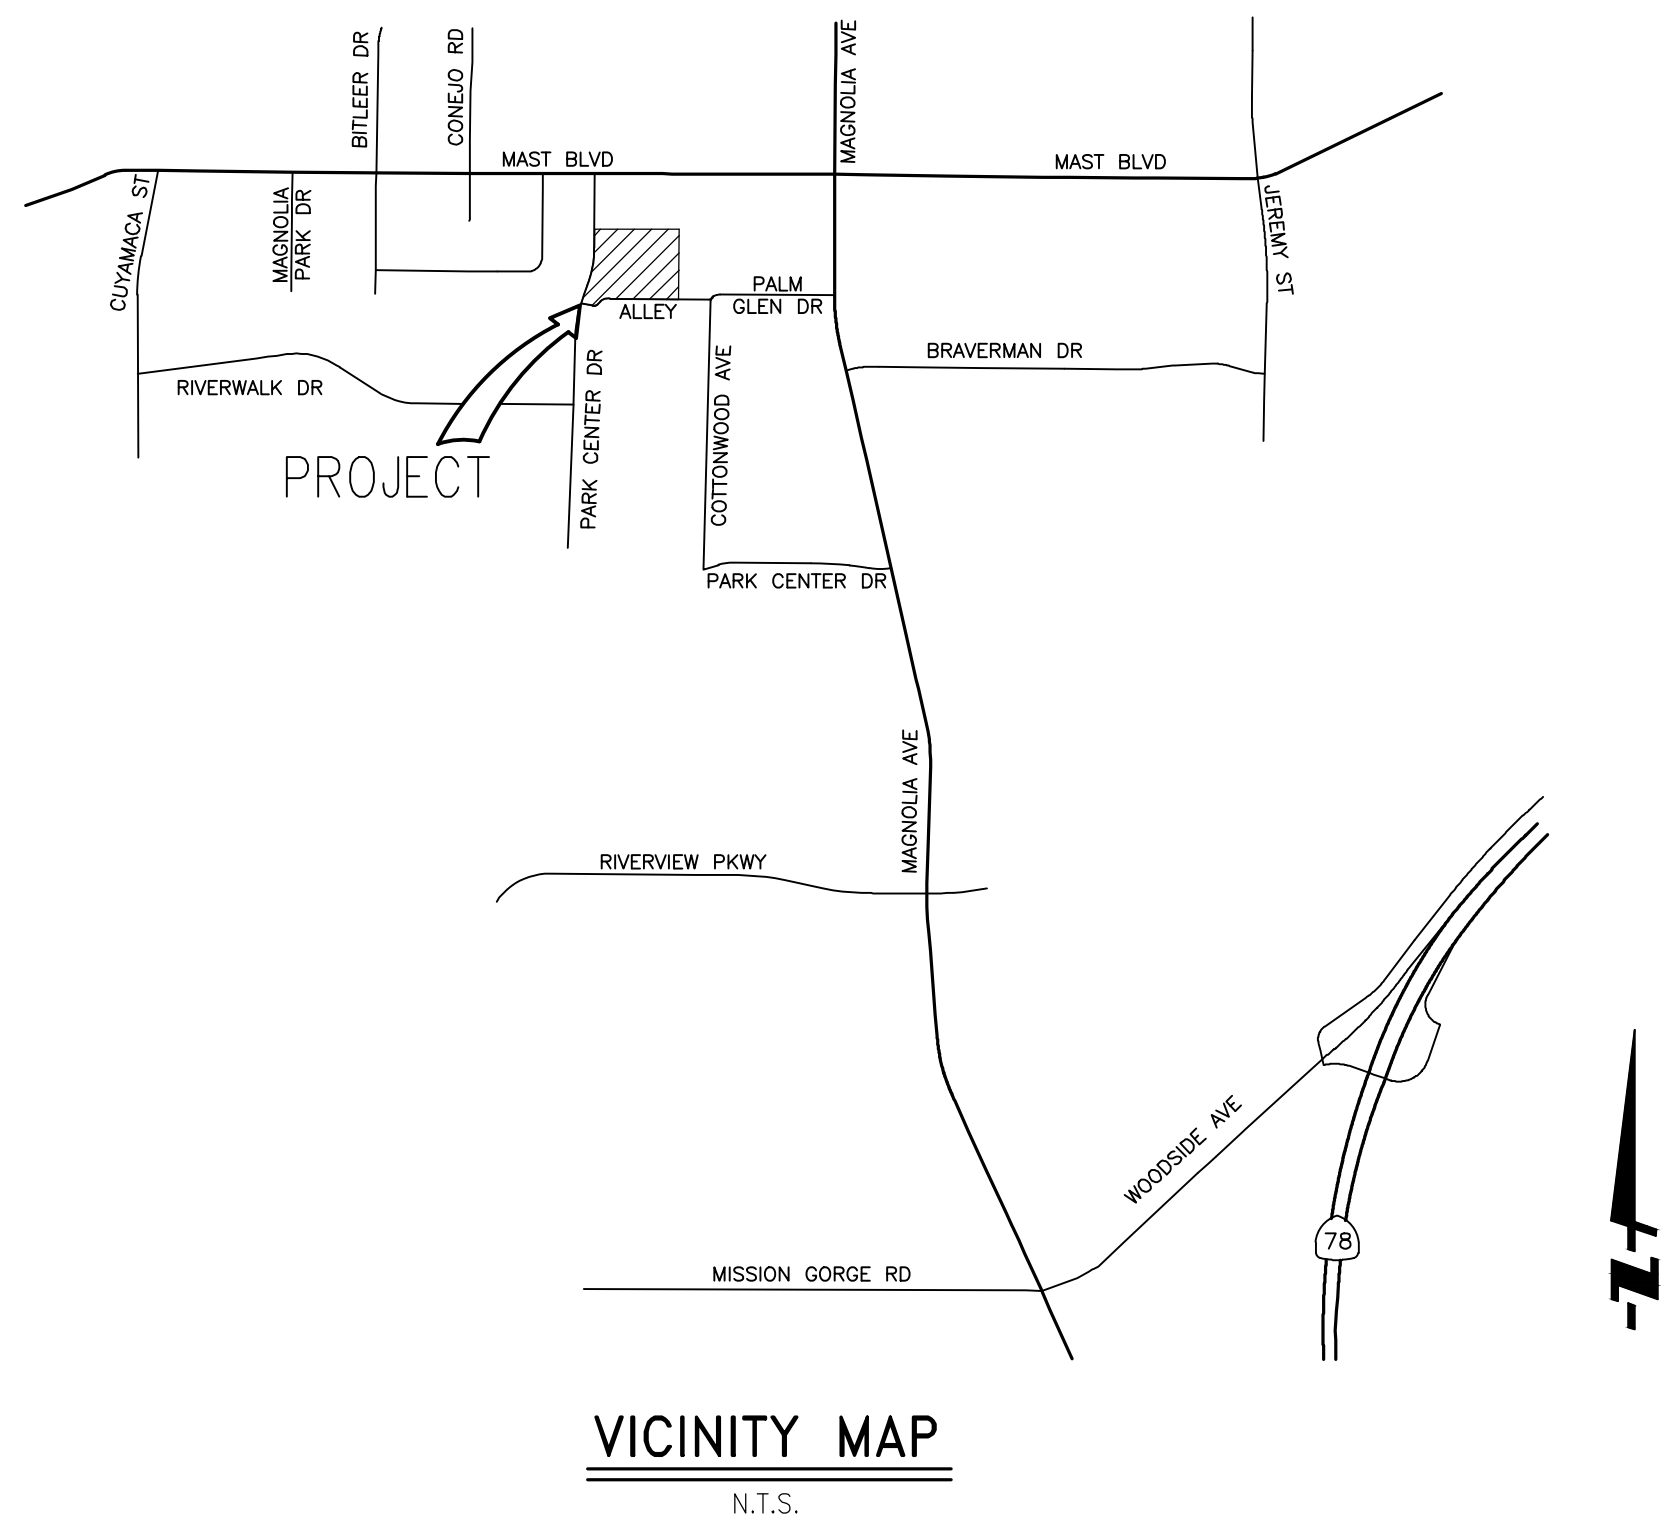 BITLEER DR
CONEJO RD
MAGNOLIA AVE
MAST BLVD
MAST BLVD
CUYAMACA ST
MAGNOLIA
PARK DR
JEREMY ST
PALM
GLEN DR
ALLEY
BRAVERMAN DR
RIVERWALK DR
PARK CENTER DR
COTTONWOOD AVE
PROJECT
PARK CENTER DR
MAGNOLIA AVE
RIVERVIEW PKWY
WOODSIDE AVE
78
MISSION GORGE RD
N
VICINITY MAP
N.T.S.